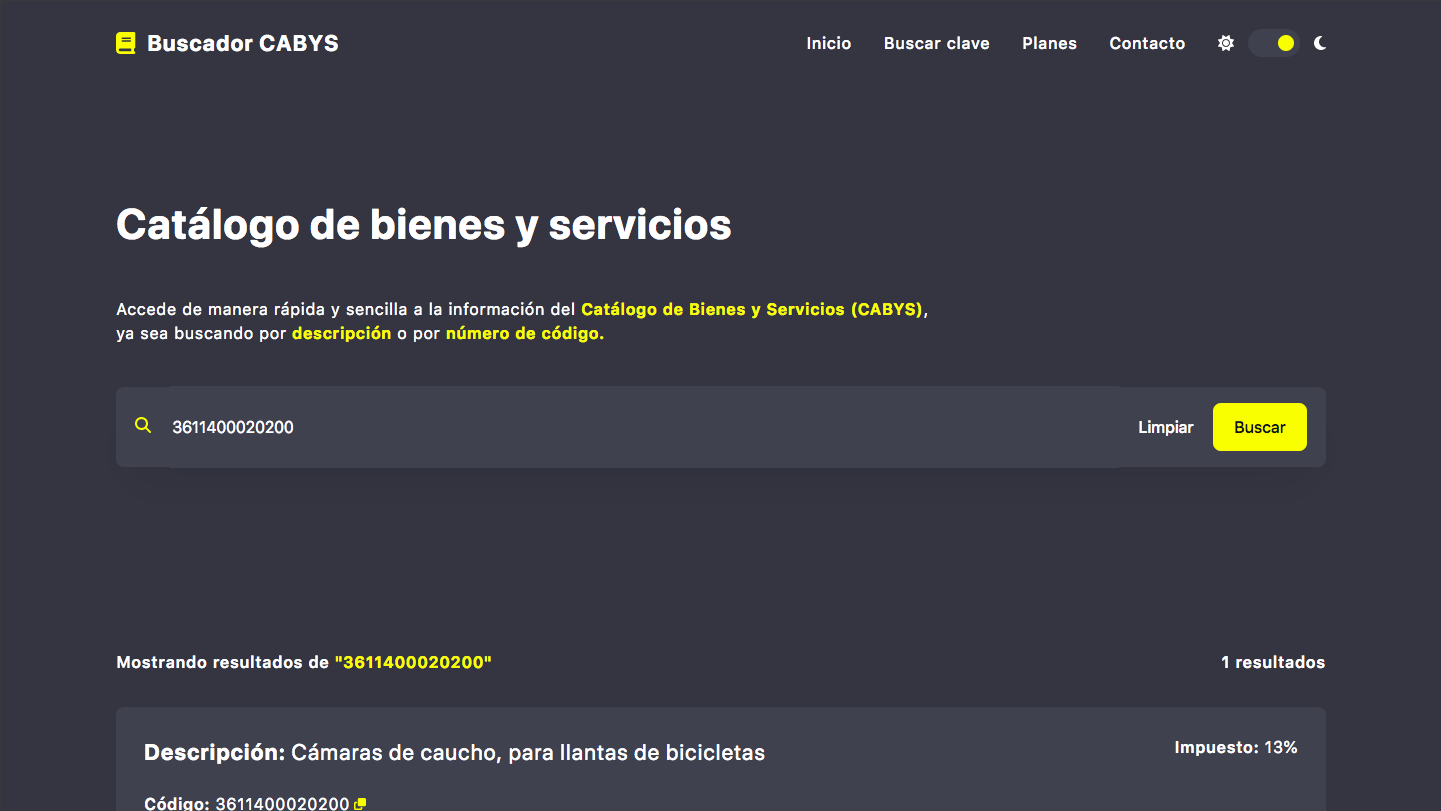 Buscador CABYS
Inicio Buscar clave Planes Contacto
Catálogo de bienes y servicios
Accede de manera rápida y sencilla a la información del Catálogo de Bienes y Servicios (CABYS),
ya sea buscando por descripción o por número de código.
3611400020200 Limpiar Buscar
Mostrando resultados de "3611400020200" 1 resultados
Descripción: Cámaras de caucho, para llantas de bicicletas Impuesto: 13%
Código: 3611400020200